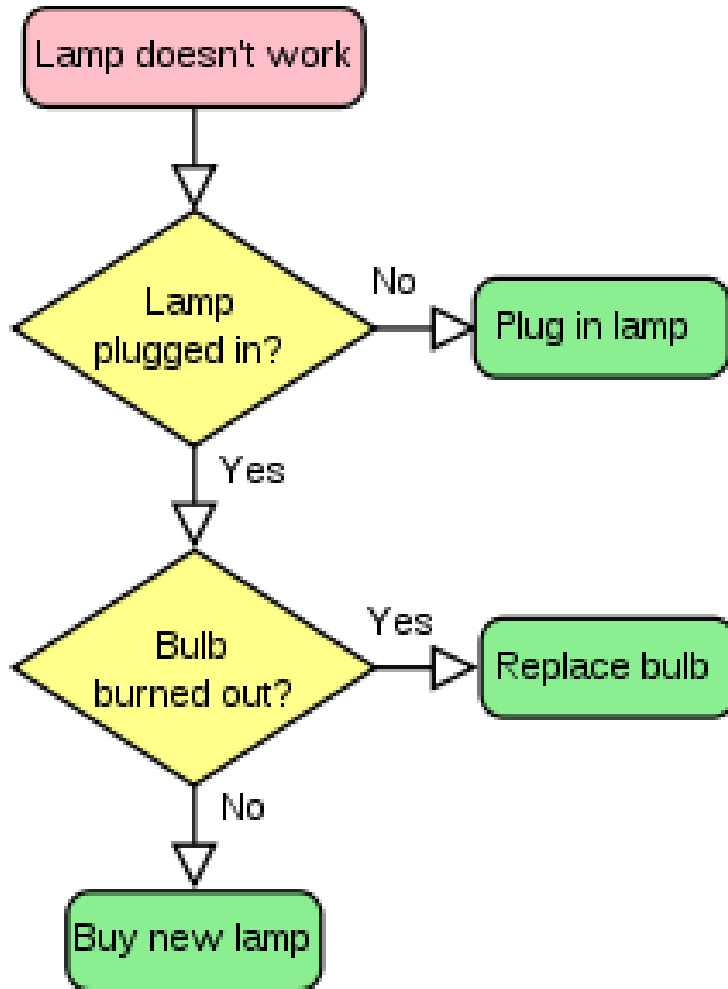 Lamp doesn't work
Lamp
plugged in?
No
Plug in lamp
Yes
Bulb
burned out?
Yes
Replace bulb
No
Buy new lamp